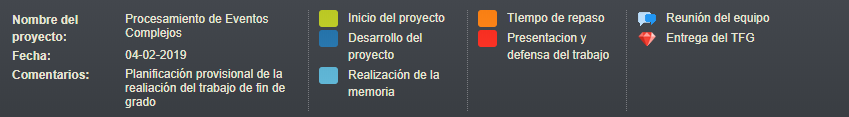 Nombre del
proyecto:
Procesamiento de Eventos
Complejos
Fecha:
04-02-2019
Comentarios:
Planificación provisional de la
realiación del trabajo de fin de
grado
Inicio del proyecto
Desarrollo del
proyecto
Realización de la
memoria
TIempo de repaso
Presentacion y
defensa del trabajo
Reunión del equipo
Entrega del TFG